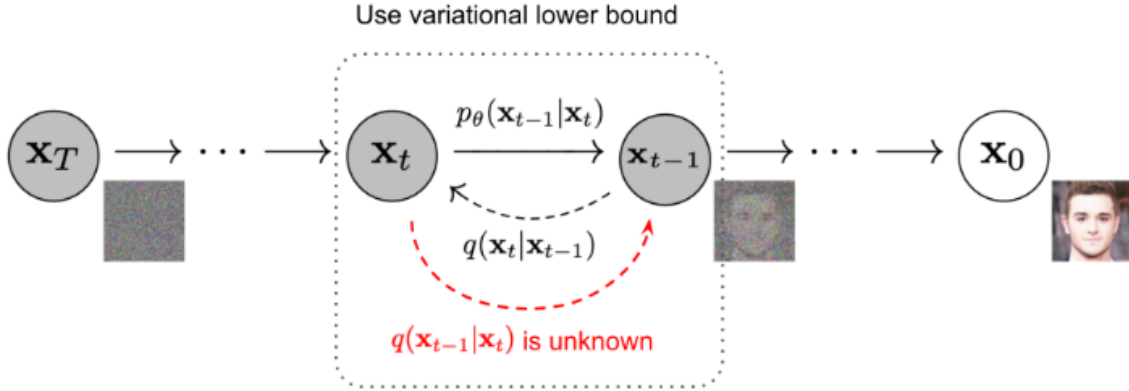 Use variational lower bound
p_θ(x_{t−1}|x_t)
x_T → ⋯ → x_t → x_{t−1} → ⋯ → x_0
q(x_t|x_{t−1})
q(x_{t−1}|x_t) is unknown